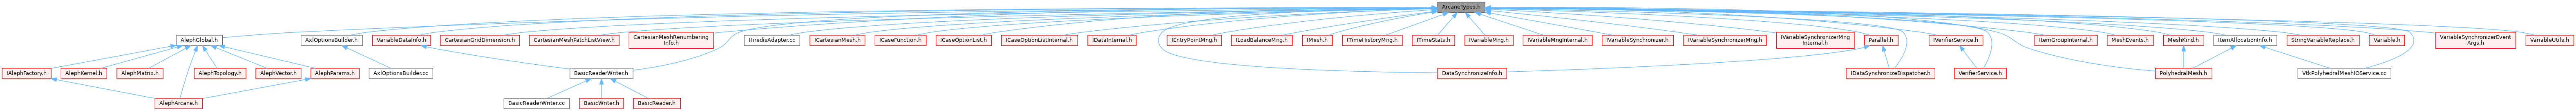 ArcaneTypes.h
AlephGlobal.h
AxlOptionsBuilder.h
VariableDataInfo.h
CartesianGridDimension.h
CartesianMeshPatchListView.h
CartesianMeshRenumbering
Info.h
HiredisAdapter.cc
ICartesianMesh.h
ICaseFunction.h
ICaseOptionList.h
ICaseOptionListInternal.h
IDataInternal.h
IEntryPointMng.h
ILoadBalanceMng.h
IMesh.h
ITimeHistoryMng.h
ITimeStats.h
IVariableMng.h
IVariableMngInternal.h
IVariableSynchronizer.h
IVariableSynchronizerMng.h
IVariableSynchronizerMng
Internal.h
Parallel.h
IVerifierService.h
ItemGroupInternal.h
MeshEvents.h
MeshKind.h
ItemAllocationInfo.h
StringVariableReplace.h
Variable.h
VariableSynchronizerEvent
Args.h
VariableUtils.h
IAlephFactory.h
AlephKernel.h
AlephMatrix.h
AlephTopology.h
AlephVector.h
AlephParams.h
AxlOptionsBuilder.cc
BasicReaderWriter.h
DataSynchronizeInfo.h
IDataSynchronizeDispatcher.h
VerifierService.h
PolyhedralMesh.h
VtkPolyhedralMeshIOService.cc
AlephArcane.h
BasicReaderWriter.cc
BasicWriter.h
BasicReader.h